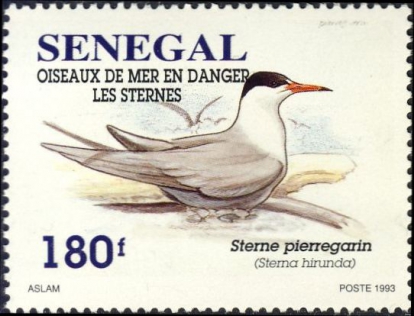 SENEGAL
OISEAUX DE MER EN DANGER
LES STERNES
180f
Sterne pierregarin
(Sterna hirunda)
ASLAM
POSTE 1993